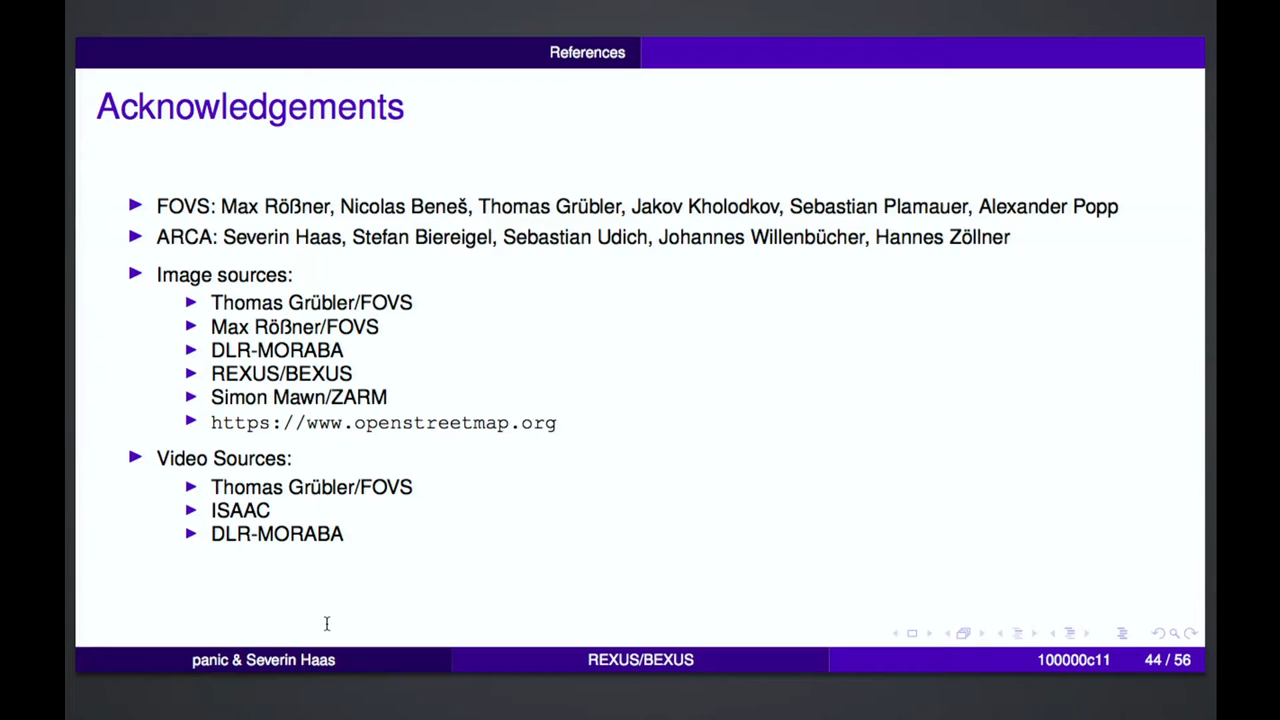 References
Acknowledgements
FOVS: Max Rößner, Nicolas Beneš, Thomas Grübler, Jakov Kholodkov, Sebastian Plamauer, Alexander Popp
ARCA: Severin Haas, Stefan Biereigel, Sebastian Udich, Johannes Willenbücher, Hannes Zöllner
Image sources:
Thomas Grübler/FOVS
Max Rößner/FOVS
DLR-MORABA
REXUS/BEXUS
Simon Mawn/ZARM
https://www.openstreetmap.org
Video Sources:
Thomas Grübler/FOVS
ISAAC
DLR-MORABA
panic & Severin Haas REXUS/BEXUS 100000c11 44 / 56